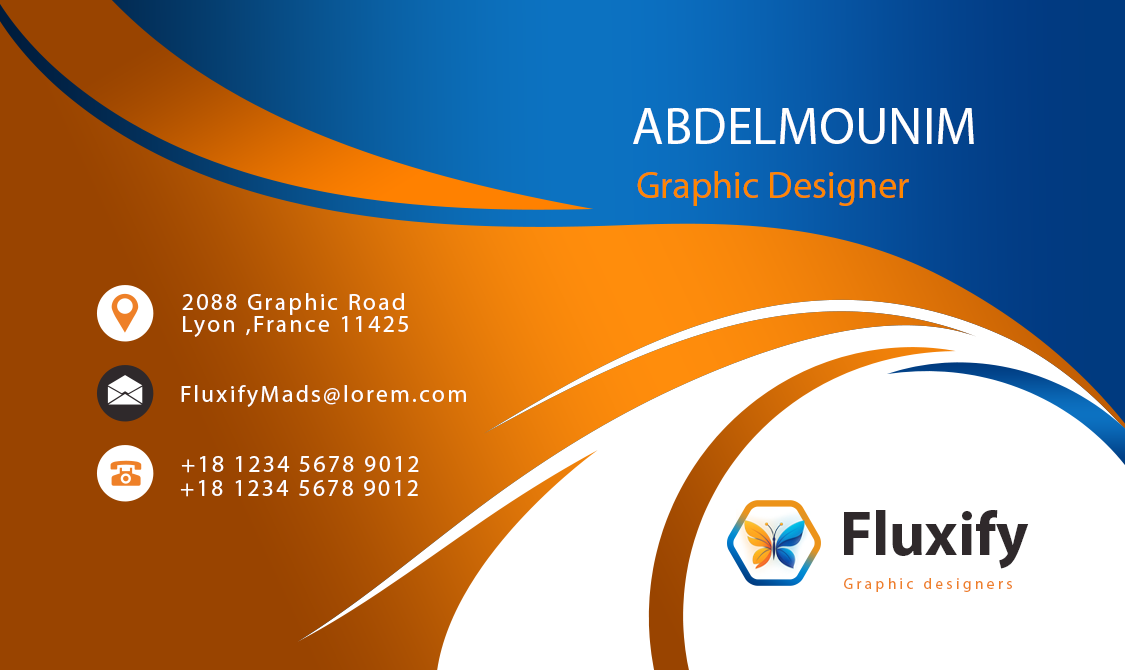 ABDELMOUNIM
Graphic Designer
2088 Graphic Road
Lyon ,France 11425
FluxifyMads@lorem.com
+18 1234 5678 9012
+18 1234 5678 9012
Fluxify
Graphic designers